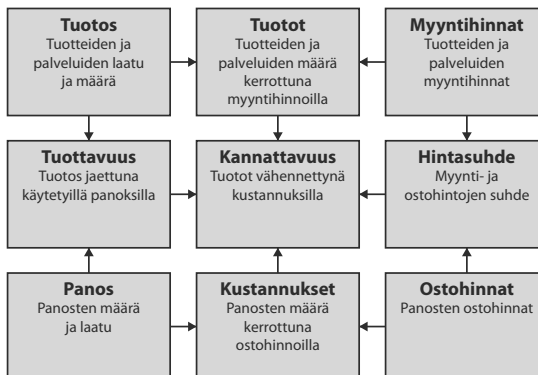 Tuotos
Tuotteiden ja
palveluiden laatu
ja määrä
Tuotot
Tuotteiden ja
palveluiden määrä
kerrottuna
myyntihinnoilla
Myyntihinnat
Tuotteiden ja
palveluiden
myyntihinnat
Tuottavuus
Tuotos jaettuna
käytetyillä panoksilla
Kannattavuus
Tuotot vähennettynä
kustannuksilla
Hintasuhde
Myynti- ja
ostohintojen suhde
Panos
Panosten määrä
ja laatu
Kustannukset
Panosten määrä
kerrottuna
ostohinnoilla
Ostohinnat
Panosten ostohinnat